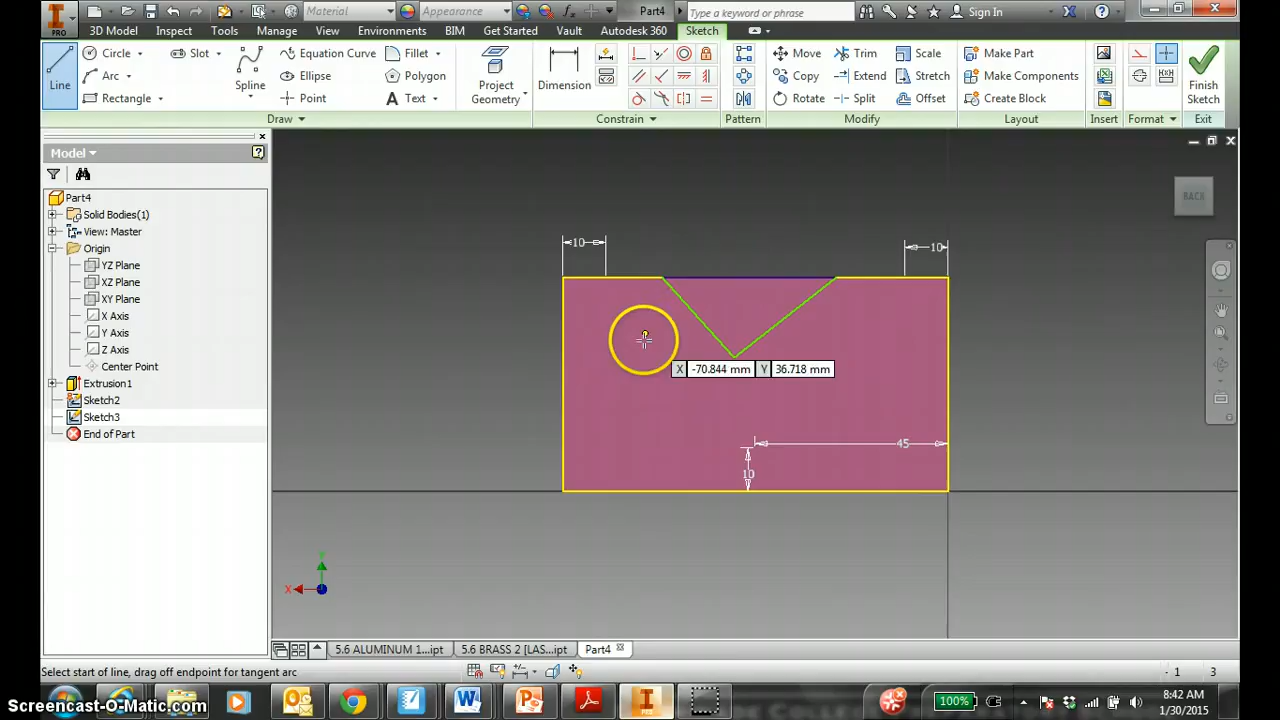 I
PRO
Material
Appearance
fx
Part4
Type a keyword or phrase
Sign In
3D Model Inspect Tools Manage View Environments BIM Get Started Vault Autodesk 360 Sketch
Line
Circle
Arc
Rectangle
Slot
Spline
Equation Curve
Ellipse
Point
Fillet
Polygon
A Text
Project
Geometry
Dimension
Move
Copy
Rotate
Trim
Extend
Split
Scale
Stretch
Offset
Make Part
Make Components
Create Block
Finish
Sketch
Draw Constrain Pattern Modify Layout Insert Format Exit
Model
Part4
Solid Bodies(1)
View: Master
Origin
YZ Plane
XZ Plane
XY Plane
X Axis
Y Axis
Z Axis
Center Point
Extrusion1
Sketch2
Sketch3
End of Part
BACK
10
10
X -70.844 mm Y 36.718 mm
45
10
Y
X
5.6 ALUMINUM 1...ipt 5.6 BRASS 2 [LAS...ipt Part4
Select start of line, drag off endpoint for tangent arc
1 3
100%
8:42 AM
1/30/2015
Screencast-O-Matic.com